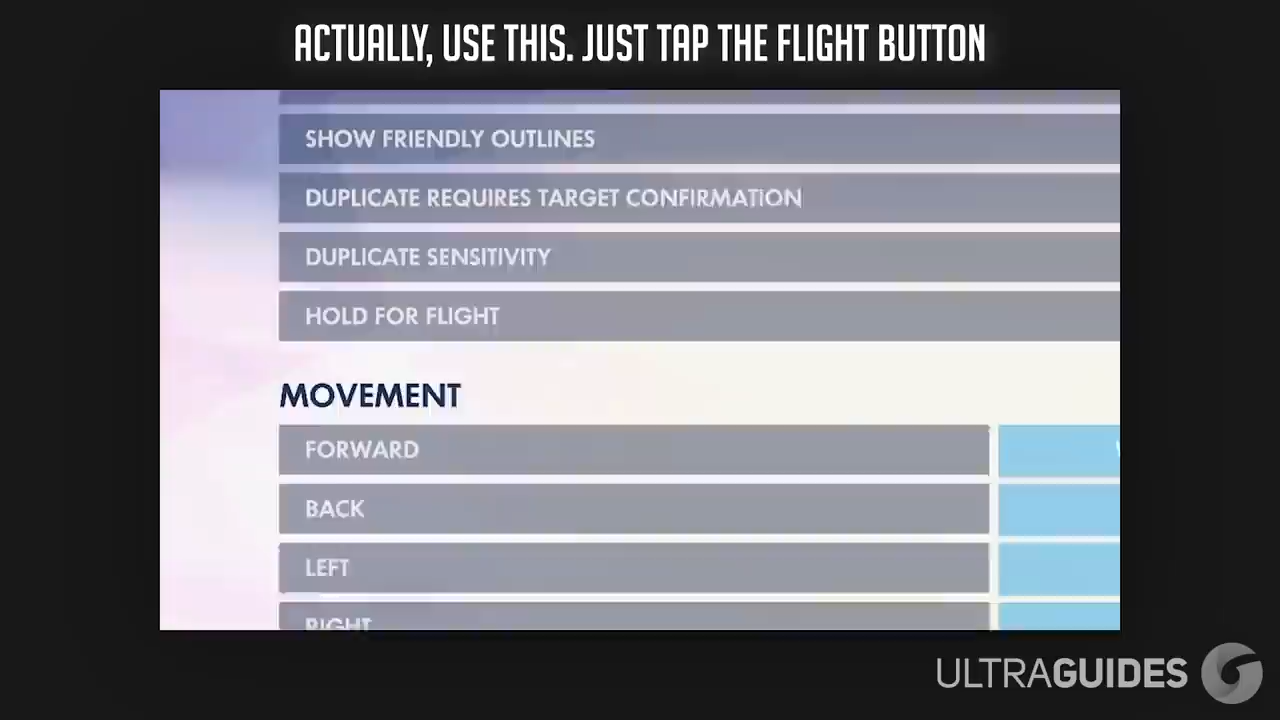 ACTUALLY, USE THIS. JUST TAP THE FLIGHT BUTTON
SHOW FRIENDLY OUTLINES
DUPLICATE REQUIRES TARGET CONFIRMATION
DUPLICATE SENSITIVITY
HOLD FOR FLIGHT
MOVEMENT
FORWARD
BACK
LEFT
RIGHT
ULTRAGUIDES